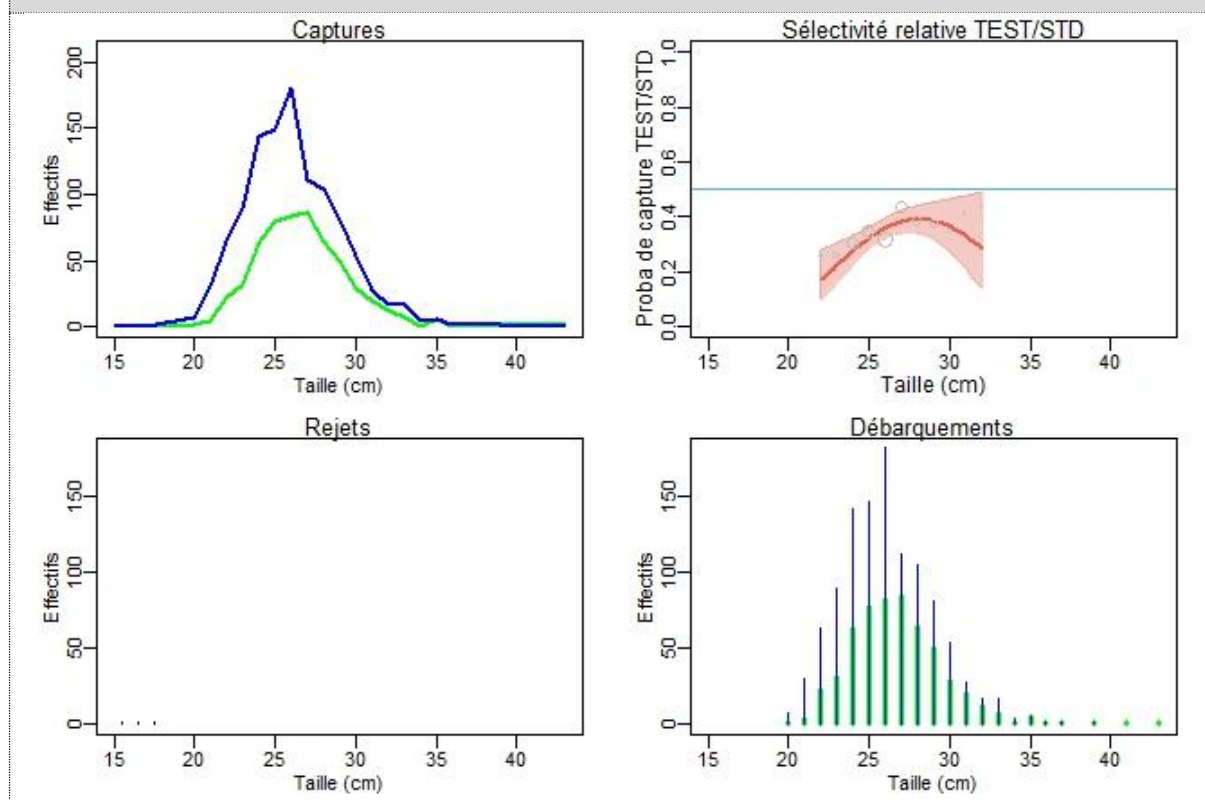 Captures
Effectifs
0 50 100 150 200
15 20 25 30 35 40
Taille (cm)
Sélectivité relative TEST/STD
Proba de capture TEST/STD
0.0 0.2 0.4 0.6 0.8 1.0
15 20 25 30 35 40
Taille (cm)
Rejets
Effectifs
0 50 100 150
15 20 25 30 35 40
Taille (cm)
Débarquements
Effectifs
0 50 100 150
15 20 25 30 35 40
Taille (cm)